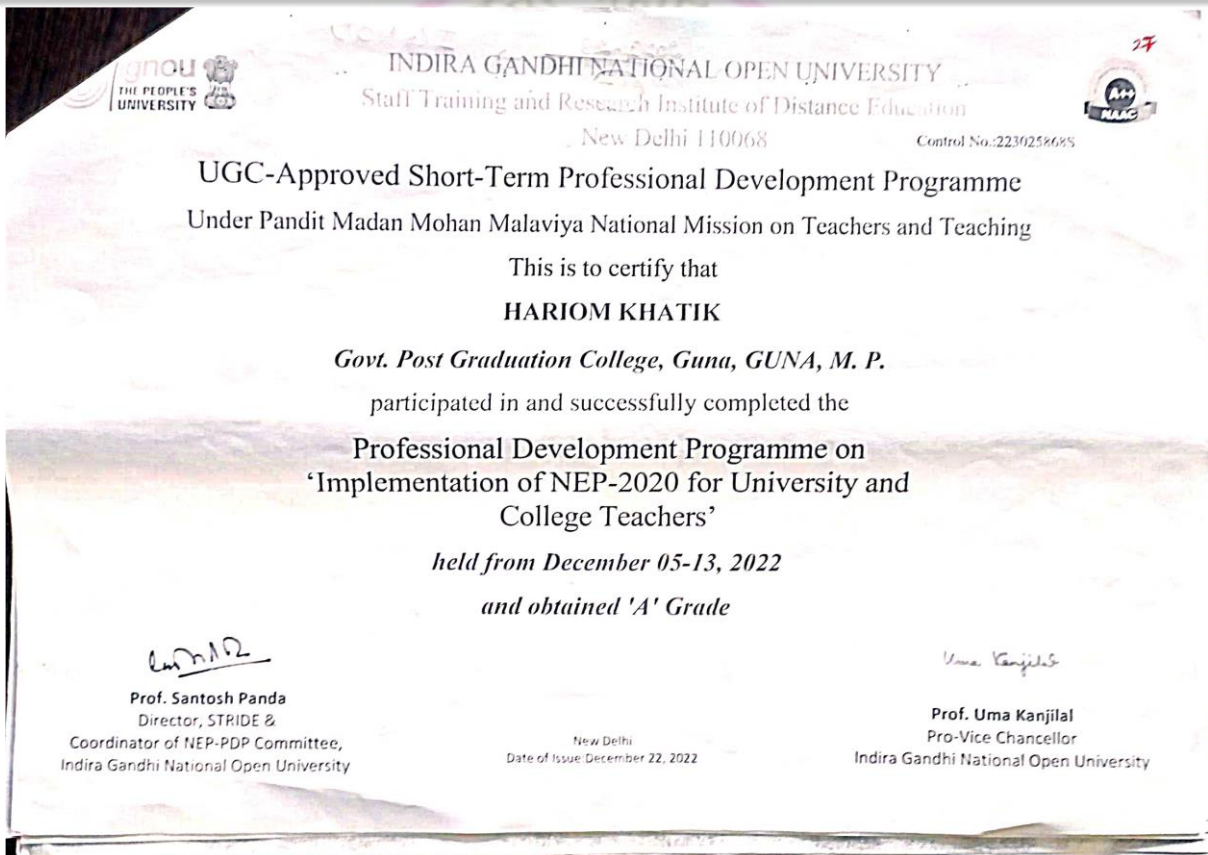 27
ignou
THE PEOPLE'S
UNIVERSITY
INDIRA GANDHI NATIONAL OPEN UNIVERSITY
Staff Training and Research Institute of Distance Education
New Delhi 110068
A++
NAAC
Control No.:2230258685
UGC-Approved Short-Term Professional Development Programme
Under Pandit Madan Mohan Malaviya National Mission on Teachers and Teaching
This is to certify that
HARIOM KHATIK
Govt. Post Graduation College, Guna, GUNA, M. P.
participated in and successfully completed the
Professional Development Programme on
‘Implementation of NEP-2020 for University and
College Teachers’
held from December 05-13, 2022
and obtained 'A' Grade
Prof. Santosh Panda
Director, STRIDE &
Coordinator of NEP-PDP Committee,
Indira Gandhi National Open University
New Delhi
Date of Issue:December 22, 2022
Uma Kanjilal
Prof. Uma Kanjilal
Pro-Vice Chancellor
Indira Gandhi National Open University